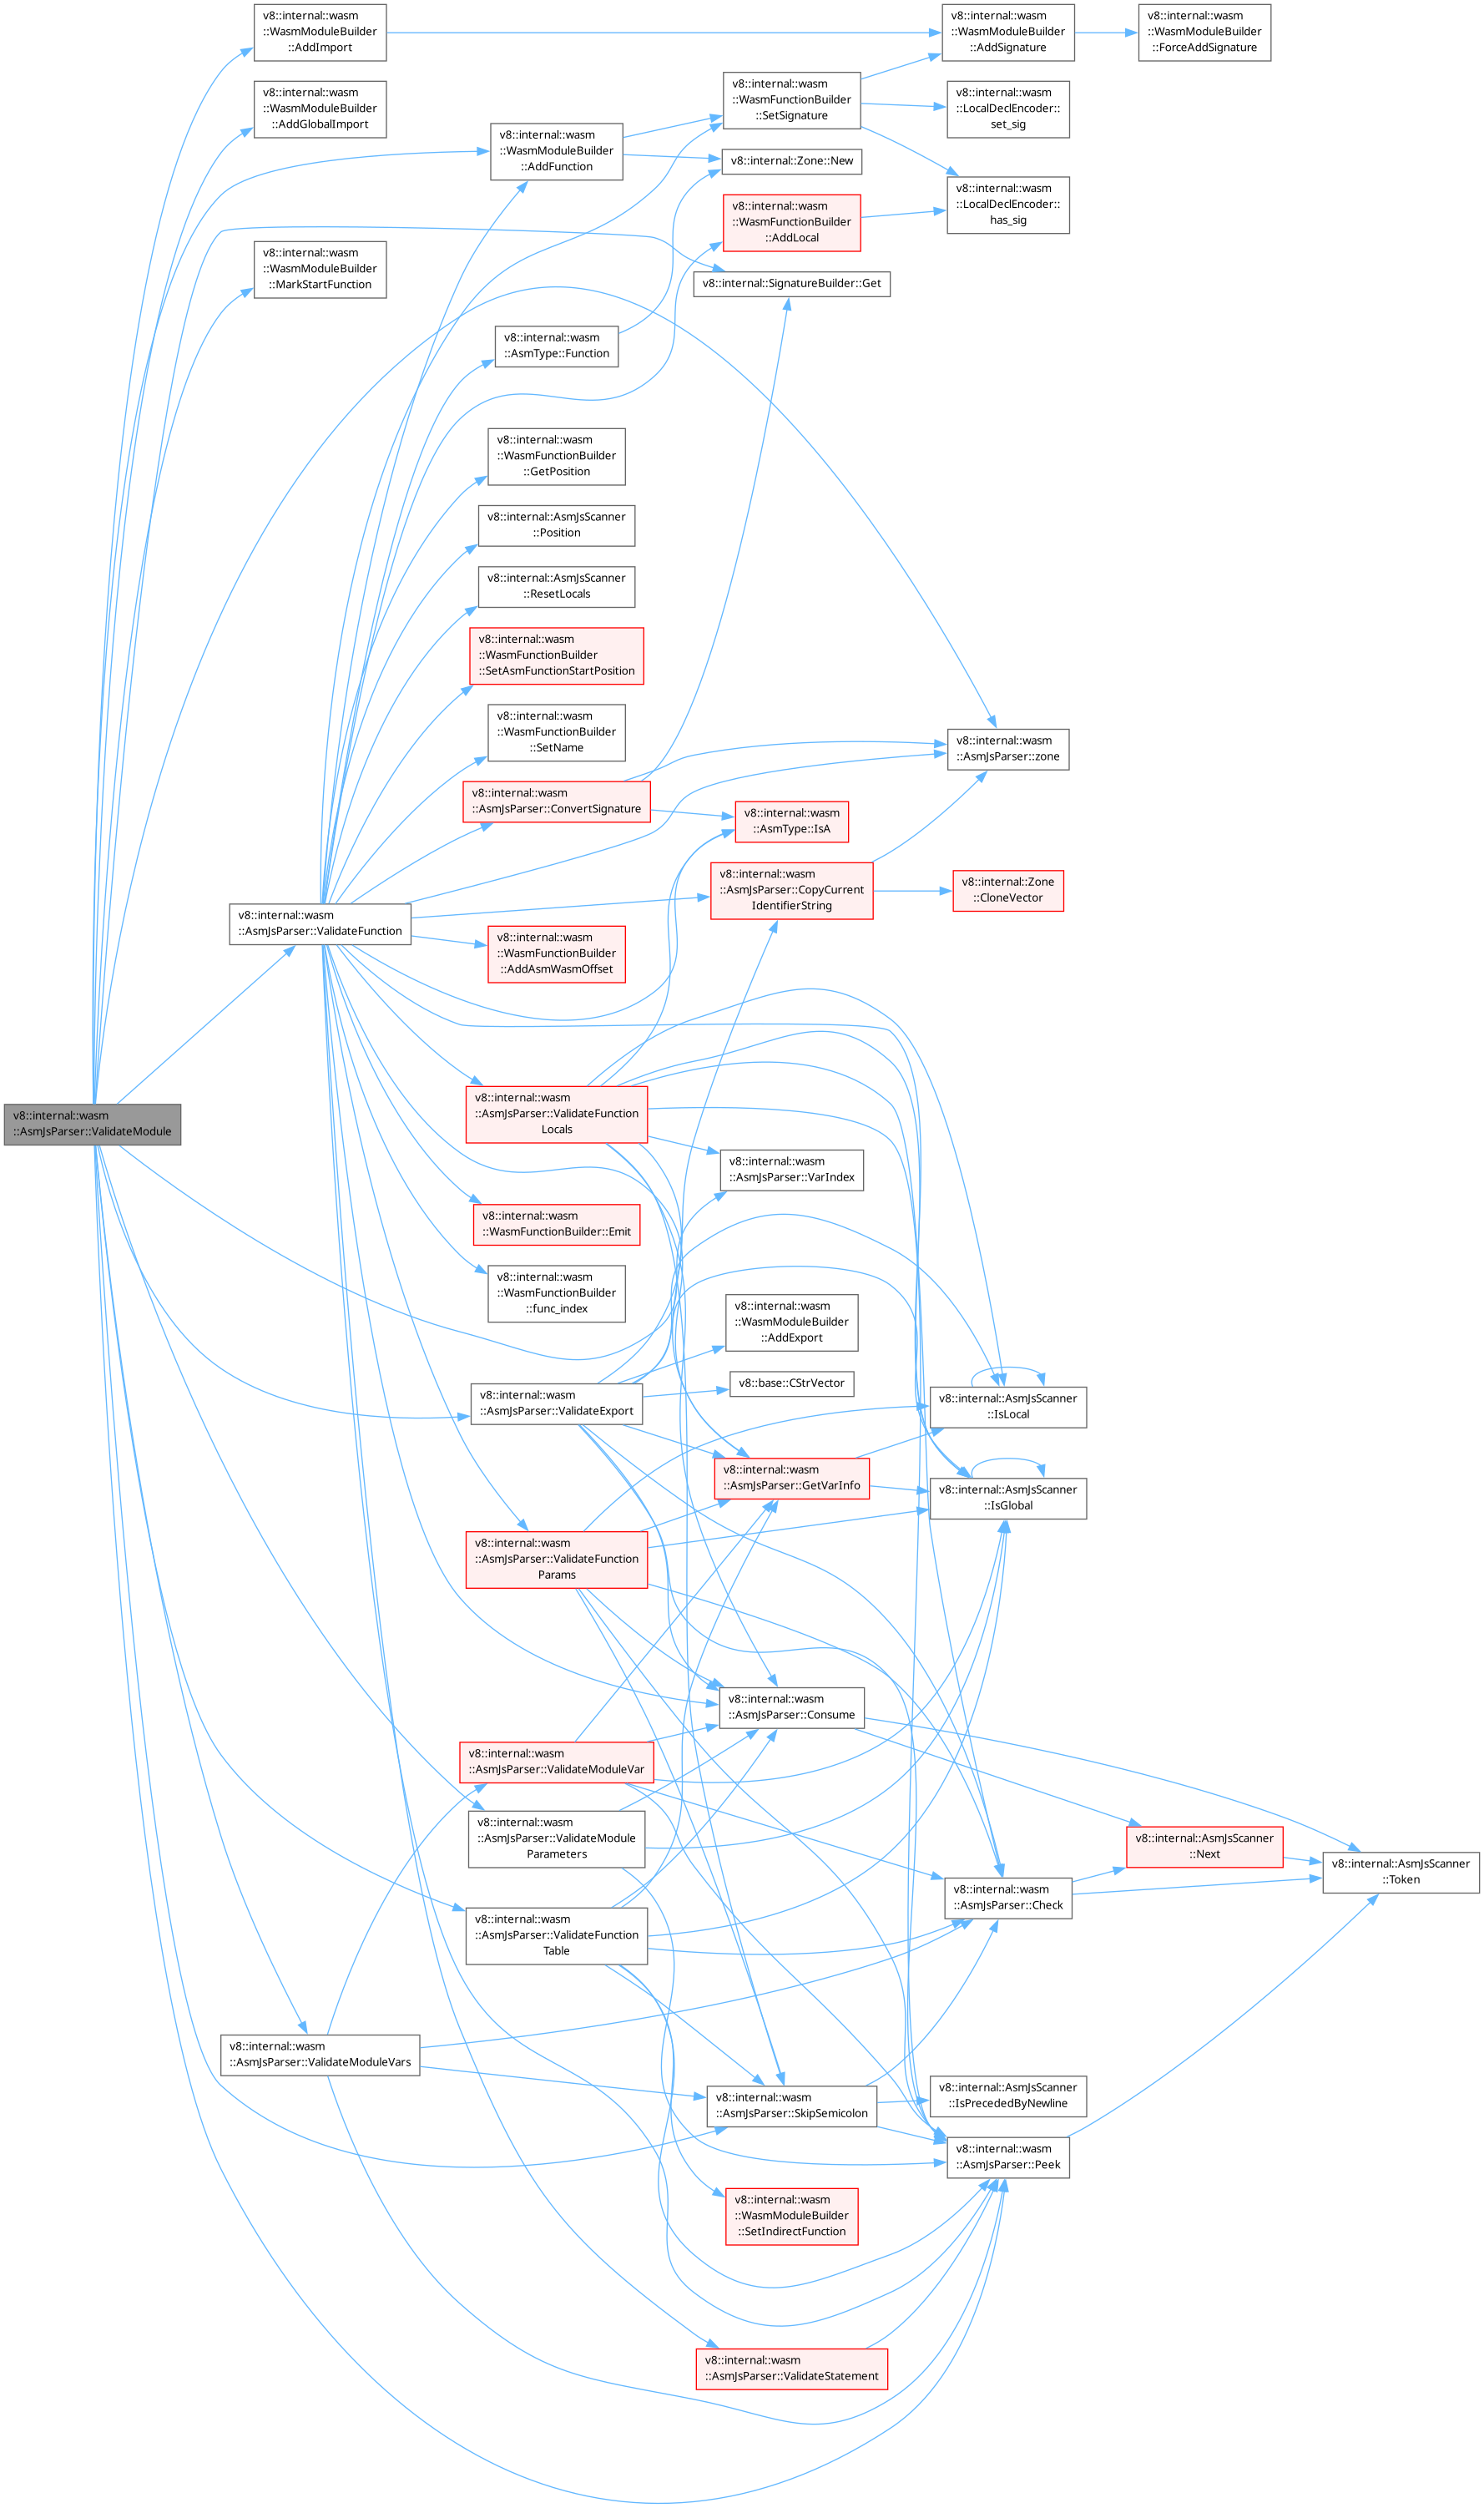 v8::internal::wasm
::WasmModuleBuilder
::AddImport
v8::internal::wasm
::WasmModuleBuilder
::AddSignature
v8::internal::wasm
::WasmModuleBuilder
::ForceAddSignature
v8::internal::wasm
::WasmModuleBuilder
::AddGlobalImport
v8::internal::wasm
::WasmFunctionBuilder
::SetSignature
v8::internal::wasm
::LocalDeclEncoder::
set_sig
v8::internal::wasm
::WasmModuleBuilder
::AddFunction
v8::internal::Zone::New
v8::internal::wasm
::LocalDeclEncoder::
has_sig
v8::internal::wasm
::WasmFunctionBuilder
::AddLocal
v8::internal::wasm
::WasmModuleBuilder
::MarkStartFunction
v8::internal::SignatureBuilder::Get
v8::internal::wasm
::AsmType::Function
v8::internal::wasm
::WasmFunctionBuilder
::GetPosition
v8::internal::AsmJsScanner
::Position
v8::internal::AsmJsScanner
::ResetLocals
v8::internal::wasm
::WasmFunctionBuilder
::SetAsmFunctionStartPosition
v8::internal::wasm
::WasmFunctionBuilder
::SetName
v8::internal::wasm
::AsmJsParser::zone
v8::internal::wasm
::AsmJsParser::ConvertSignature
v8::internal::wasm
::AsmType::IsA
v8::internal::wasm
::AsmJsParser::CopyCurrent
IdentifierString
v8::internal::Zone
::CloneVector
v8::internal::wasm
::AsmJsParser::ValidateFunction
v8::internal::wasm
::WasmFunctionBuilder
::AddAsmWasmOffset
v8::internal::wasm
::AsmJsParser::ValidateModule
v8::internal::wasm
::AsmJsParser::ValidateFunction
Locals
v8::internal::wasm
::AsmJsParser::VarIndex
v8::internal::wasm
::WasmFunctionBuilder::Emit
v8::internal::wasm
::WasmFunctionBuilder
::func_index
v8::internal::wasm
::WasmModuleBuilder
::AddExport
v8::internal::wasm
::AsmJsParser::ValidateExport
v8::base::CStrVector
v8::internal::AsmJsScanner
::IsLocal
v8::internal::wasm
::AsmJsParser::GetVarInfo
v8::internal::AsmJsScanner
::IsGlobal
v8::internal::wasm
::AsmJsParser::ValidateFunction
Params
v8::internal::wasm
::AsmJsParser::Consume
v8::internal::wasm
::AsmJsParser::ValidateModuleVar
v8::internal::wasm
::AsmJsParser::ValidateModule
Parameters
v8::internal::AsmJsScanner
::Next
v8::internal::AsmJsScanner
::Token
v8::internal::wasm
::AsmJsParser::Check
v8::internal::wasm
::AsmJsParser::ValidateFunction
Table
v8::internal::wasm
::AsmJsParser::ValidateModuleVars
v8::internal::wasm
::AsmJsParser::SkipSemicolon
v8::internal::AsmJsScanner
::IsPrecededByNewline
v8::internal::wasm
::AsmJsParser::Peek
v8::internal::wasm
::WasmModuleBuilder
::SetIndirectFunction
v8::internal::wasm
::AsmJsParser::ValidateStatement